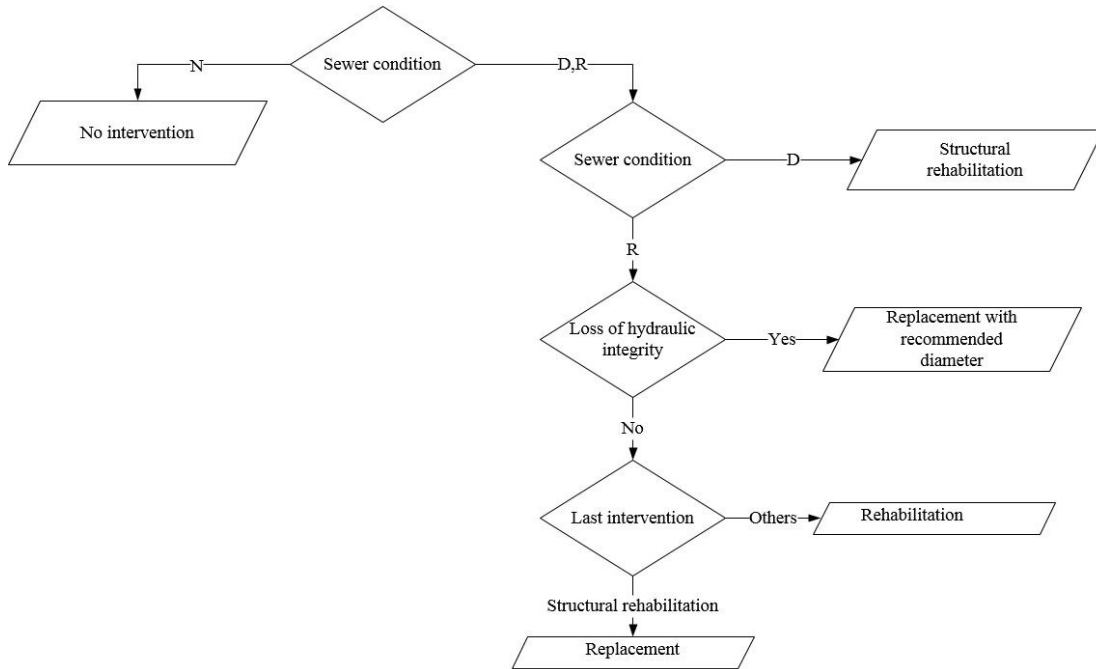 Sewer condition
N
D,R
No intervention
Sewer condition
D
Structural
rehabilitation
R
Loss of hydraulic
integrity
Yes
Replacement with
recommended
diameter
No
Last intervention
Others
Rehabilitation
Structural rehabilitation
Replacement